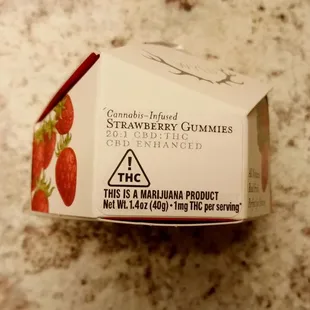 Cannabis-Infused
STRAWBERRY GUMMIES
20:1 CBD:THC
CBD ENHANCED
!
THC
THIS IS A MARIJUANA PRODUCT
Net Wt. 1.4oz (40g) • 1mg THC per serving*